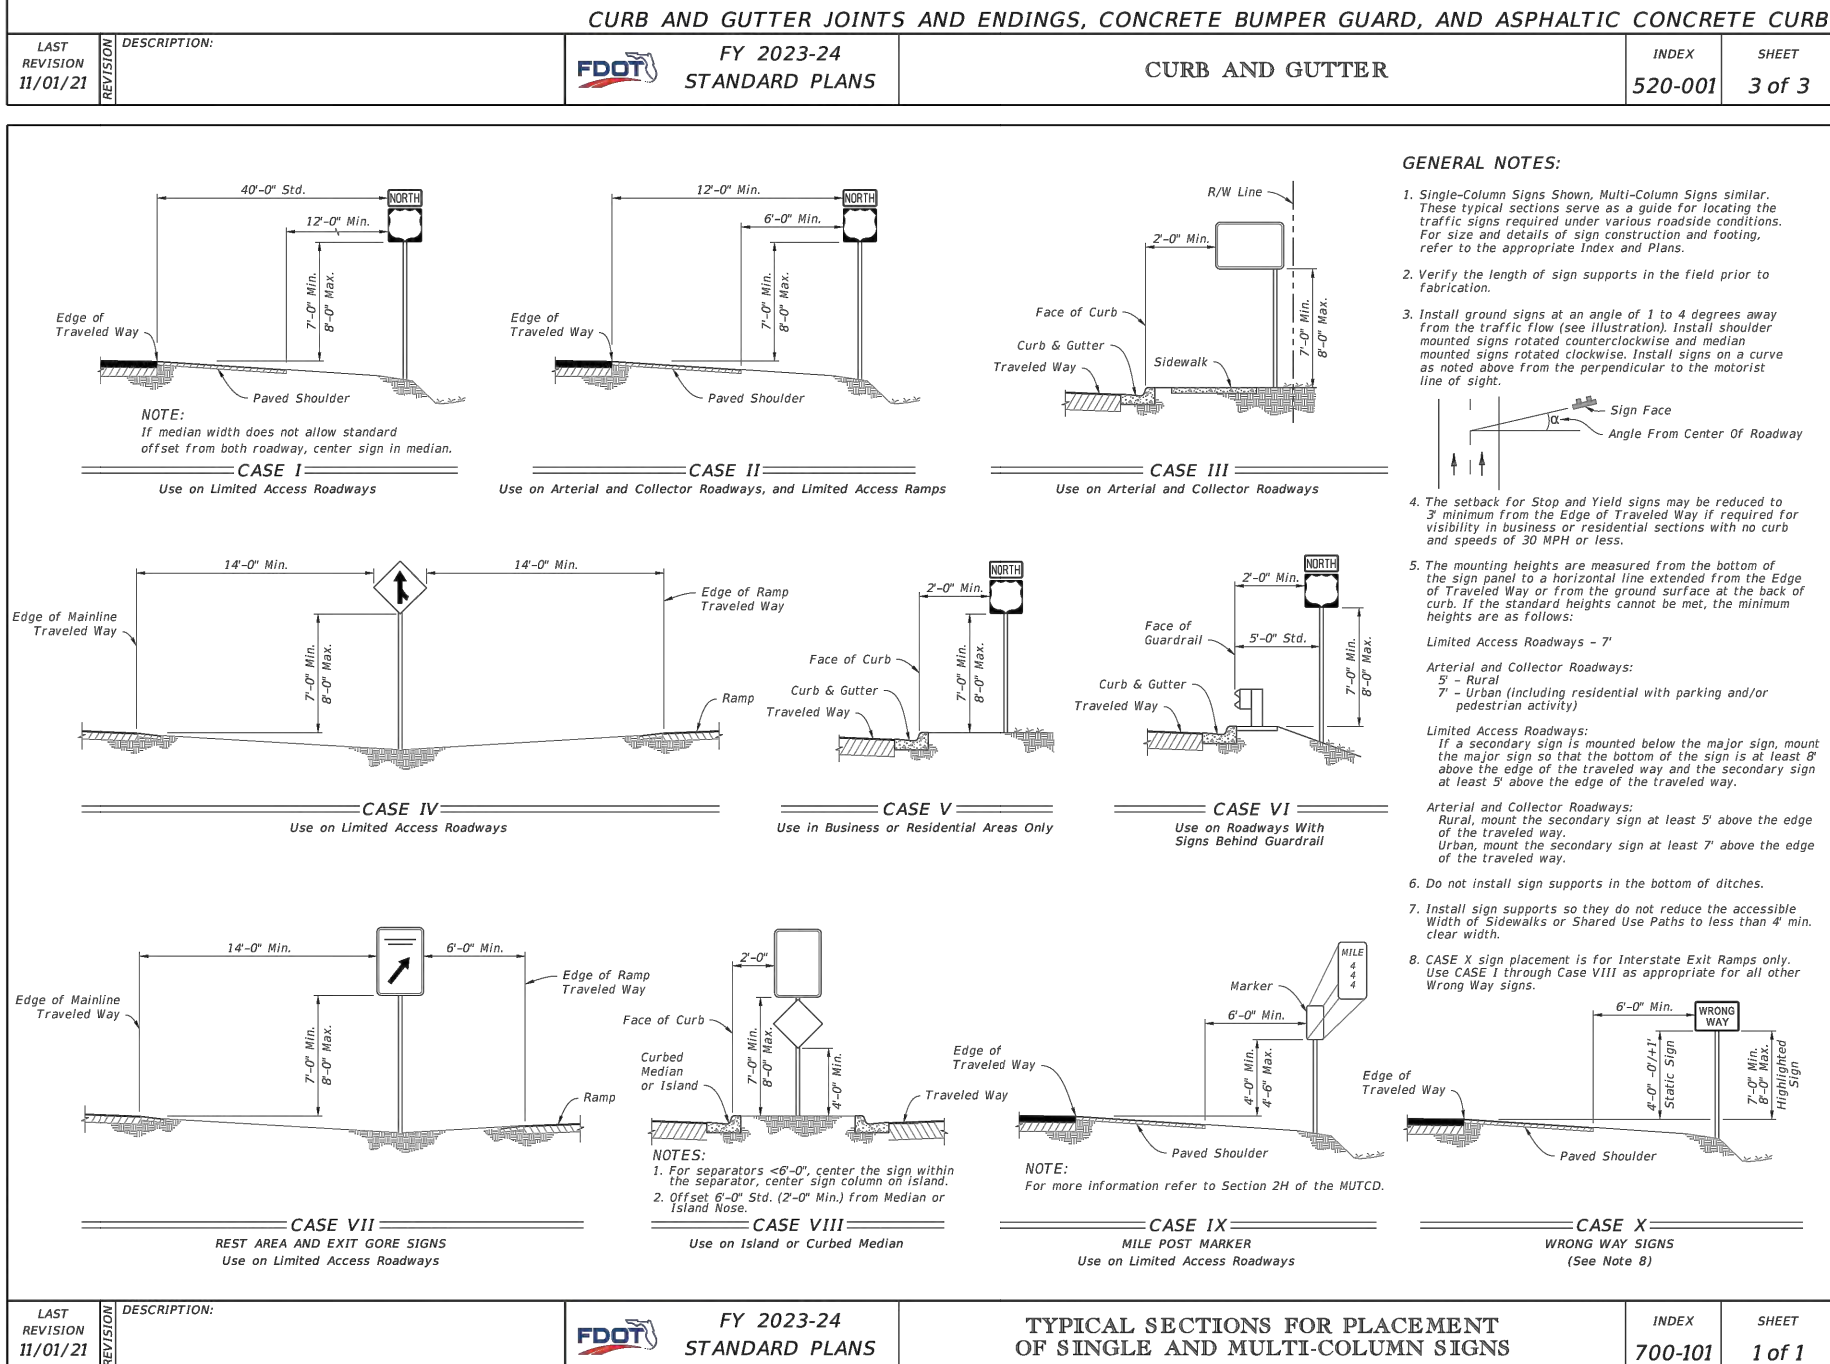 CURB AND GUTTER JOINTS AND ENDINGS, CONCRETE BUMPER GUARD, AND ASPHALTIC CONCRETE CURB
LAST
REVISION
11/01/21
REVISION
DESCRIPTION:
FDOT
FY 2023-24
STANDARD PLANS
CURB AND GUTTER
INDEX
520-001
SHEET
3 of 3
40'-0" Std.
12'-0" Min.
NORTH
7'-0" Min.
8'-0" Max.
Edge of
Traveled Way
Paved Shoulder
NOTE:
If median width does not allow standard
offset from both roadway, center sign in median.
CASE I
Use on Limited Access Roadways
12'-0" Min.
6'-0" Min.
NORTH
7'-0" Min.
8'-0" Max.
Edge of
Traveled Way
Paved Shoulder
CASE II
Use on Arterial and Collector Roadways, and Limited Access Ramps
R/W Line
2'-0" Min.
Face of Curb
Curb & Gutter
Traveled Way
Sidewalk
7'-0" Min.
8'-0" Max.
CASE III
Use on Arterial and Collector Roadways
14'-0" Min.
14'-0" Min.
Edge of Mainline
Traveled Way
7'-0" Min.
8'-0" Max.
Edge of Ramp
Traveled Way
Ramp
CASE IV
Use on Limited Access Roadways
NORTH
2'-0" Min.
Face of Curb
Curb & Gutter
Traveled Way
7'-0" Min.
8'-0" Max.
CASE V
Use in Business or Residential Areas Only
NORTH
2'-0" Min.
Face of
Guardrail
5'-0" Std.
Curb & Gutter
Traveled Way
7'-0" Min.
8'-0" Max.
CASE VI
Use on Roadways With
Signs Behind Guardrail
14'-0" Min.
6'-0" Min.
Edge of Mainline
Traveled Way
7'-0" Min.
8'-0" Max.
Edge of Ramp
Traveled Way
Ramp
CASE VII
REST AREA AND EXIT GORE SIGNS
Use on Limited Access Roadways
2'-0"
Face of Curb
Curbed
Median
or Island
7'-0" Min.
8'-0" Max.
4'-0" Min.
Traveled Way
NOTES:
1. For separators <6'-0", center the sign within
the separator, center sign column on island.
2. Offset 6'-0" Std. (2'-0" Min.) from Median or
Island Nose.
CASE VIII
Use on Island or Curbed Median
MILE
4
4
4
Marker
6'-0" Min.
Edge of
Traveled Way
4'-0" Min.
4'-6" Max.
Paved Shoulder
NOTE:
For more information refer to Section 2H of the MUTCD.
CASE IX
MILE POST MARKER
Use on Limited Access Roadways
6'-0" Min.
WRONG
WAY
Edge of
Traveled Way
4'-0" -0'/+1'
Static Sign
7'-0" Min.
8'-0" Max.
Highlighted
Sign
Paved Shoulder
CASE X
WRONG WAY SIGNS
(See Note 8)
GENERAL NOTES:
1. Single-Column Signs Shown, Multi-Column Signs similar.
These typical sections serve as a guide for locating the
traffic signs required under various roadside conditions.
For size and details of sign construction and footing,
refer to the appropriate Index and Plans.
2. Verify the length of sign supports in the field prior to
fabrication.
3. Install ground signs at an angle of 1 to 4 degrees away
from the traffic flow (see illustration). Install shoulder
mounted signs rotated counterclockwise and median
mounted signs rotated clockwise. Install signs on a curve
as noted above from the perpendicular to the motorist
line of sight.
Sign Face
α
Angle From Center Of Roadway
4. The setback for Stop and Yield signs may be reduced to
3' minimum from the Edge of Traveled Way if required for
visibility in business or residential sections with no curb
and speeds of 30 MPH or less.
5. The mounting heights are measured from the bottom of
the sign panel to a horizontal line extended from the Edge
of Traveled Way or from the ground surface at the back of
curb. If the standard heights cannot be met, the minimum
heights are as follows:
Limited Access Roadways - 7'
Arterial and Collector Roadways:
5' - Rural
7' - Urban (including residential with parking and/or
pedestrian activity)
Limited Access Roadways:
If a secondary sign is mounted below the major sign, mount
the major sign so that the bottom of the sign is at least 8'
above the edge of the traveled way and the secondary sign
at least 5' above the edge of the traveled way.
Arterial and Collector Roadways:
Rural, mount the secondary sign at least 5' above the edge
of the traveled way.
Urban, mount the secondary sign at least 7' above the edge
of the traveled way.
6. Do not install sign supports in the bottom of ditches.
7. Install sign supports so they do not reduce the accessible
Width of Sidewalks or Shared Use Paths to less than 4' min.
clear width.
8. CASE X sign placement is for Interstate Exit Ramps only.
Use CASE I through Case VIII as appropriate for all other
Wrong Way signs.
LAST
REVISION
11/01/21
REVISION
DESCRIPTION:
FDOT
FY 2023-24
STANDARD PLANS
TYPICAL SECTIONS FOR PLACEMENT
OF SINGLE AND MULTI-COLUMN SIGNS
INDEX
700-101
SHEET
1 of 1